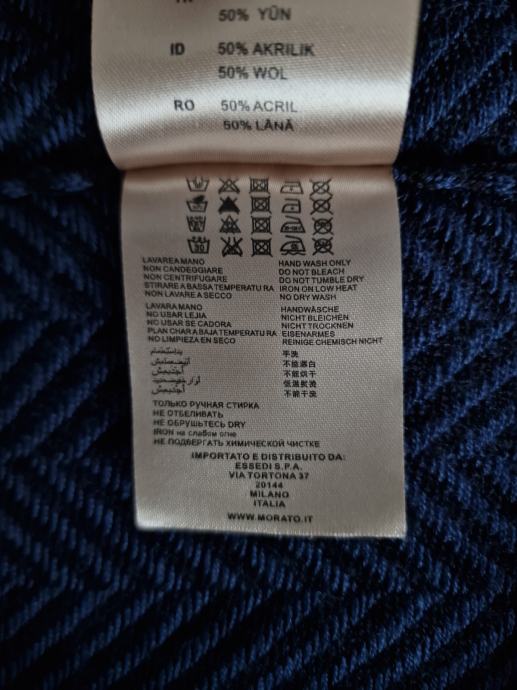 50% YÜN
ID 50% AKRILIK
50% WOL
RO 50% ACRIL
50% LÂNĂ
LAVAREA MANO
NON CANDEGGIARE
NON CENTRIFUGARE
STIRARE A BASSA TEMPERATURA
NON LAVARE A SECCO
HAND WASH ONLY
DO NOT BLEACH
DO NOT TUMBLE DRY
IRON ON LOW HEAT
NO DRY WASH
LAVARA MANO
NO USAR LEJIA
NO USAR SE CADORA
PLAN CHAR A BAJA TEMPERATURA
NO LIMPIEZA EN SECO
HANDWÄSCHE
NICHT BLEICHEN
NICHT TROCKNEN
EISENARMES
REINIGE CHEMISCH NICHT
手洗
不能漂白
不能烘干
低温熨烫
不能干洗
ТОЛЬКО РУЧНАЯ СТИРКА
НЕ ОТБЕЛИВАТЬ
НЕ ОБРУШЬТЕСЬ DRY
IRON на слабом огне
НЕ ПОДВЕРГАТЬ ХИМИЧЕСКОЙ ЧИСТКЕ
IMPORTATO E DISTRIBUITO DA:
ESSEDI S.P.A.
VIA TORTONA 37
20144
MILANO
ITALIA
WWW.MORATO.IT